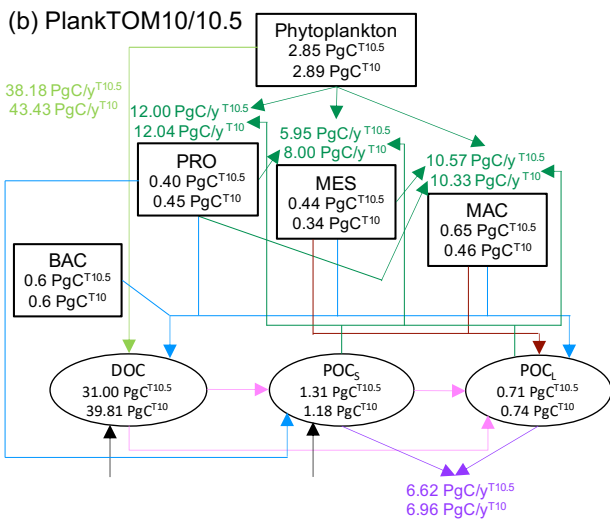 (b) PlankTOM10/10.5
Phytoplankton
2.85 PgC^T10.5
2.89 PgC^T10
38.18 PgC/y^T10.5
43.43 PgC/y^T10
12.00 PgC/y^T10.5
12.04 PgC/y^T10
5.95 PgC/y^T10.5
8.00 PgC/y^T10
10.57 PgC/y^T10.5
10.33 PgC/y^T10
PRO
0.40 PgC^T10.5
0.45 PgC^T10
MES
0.44 PgC^T10.5
0.34 PgC^T10
MAC
0.65 PgC^T10.5
0.46 PgC^T10
BAC
0.6 PgC^T10.5
0.6 PgC^T10
DOC
31.00 PgC^T10.5
39.81 PgC^T10
POC_S
1.31 PgC^T10.5
1.18 PgC^T10
POC_L
0.71 PgC^T10.5
0.74 PgC^T10
6.62 PgC/y^T10.5
6.96 PgC/y^T10